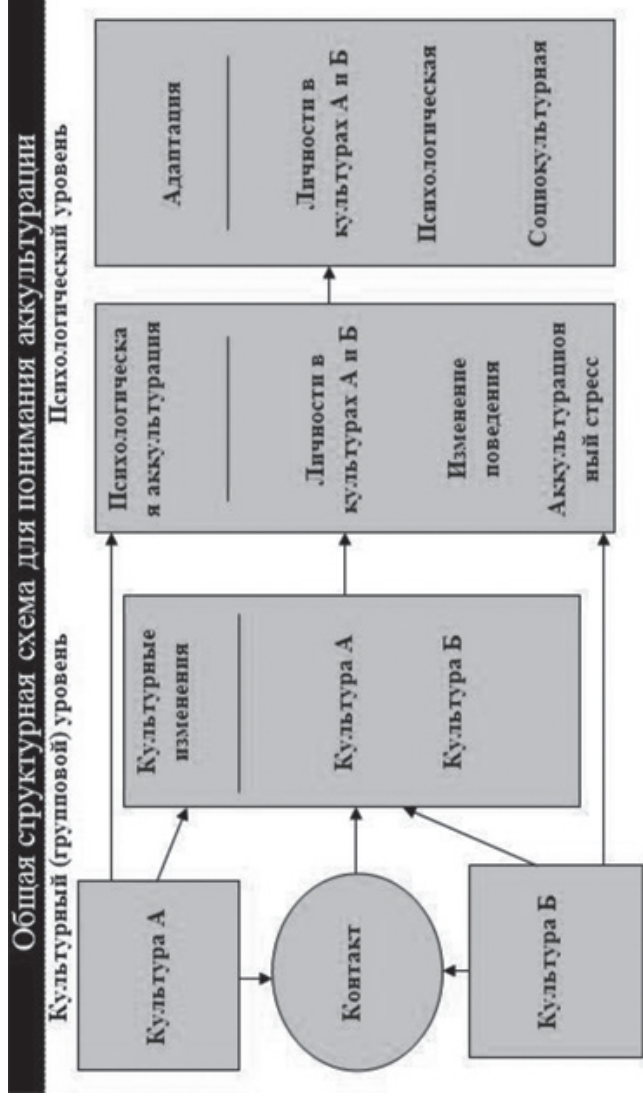 Общая структурная схема для понимания аккультурации
Культурный (групповой) уровень
Психологический уровень
Культура А
Контакт
Культура Б
Культурные
изменения
Культура А
Культура Б
Психологическа
я аккультурация
Личности в
культурах А и Б
Изменение
поведения
Аккультурацион
ный стресс
Адаптация
Личности в
культурах А и Б
Психологическая
Социокультурная